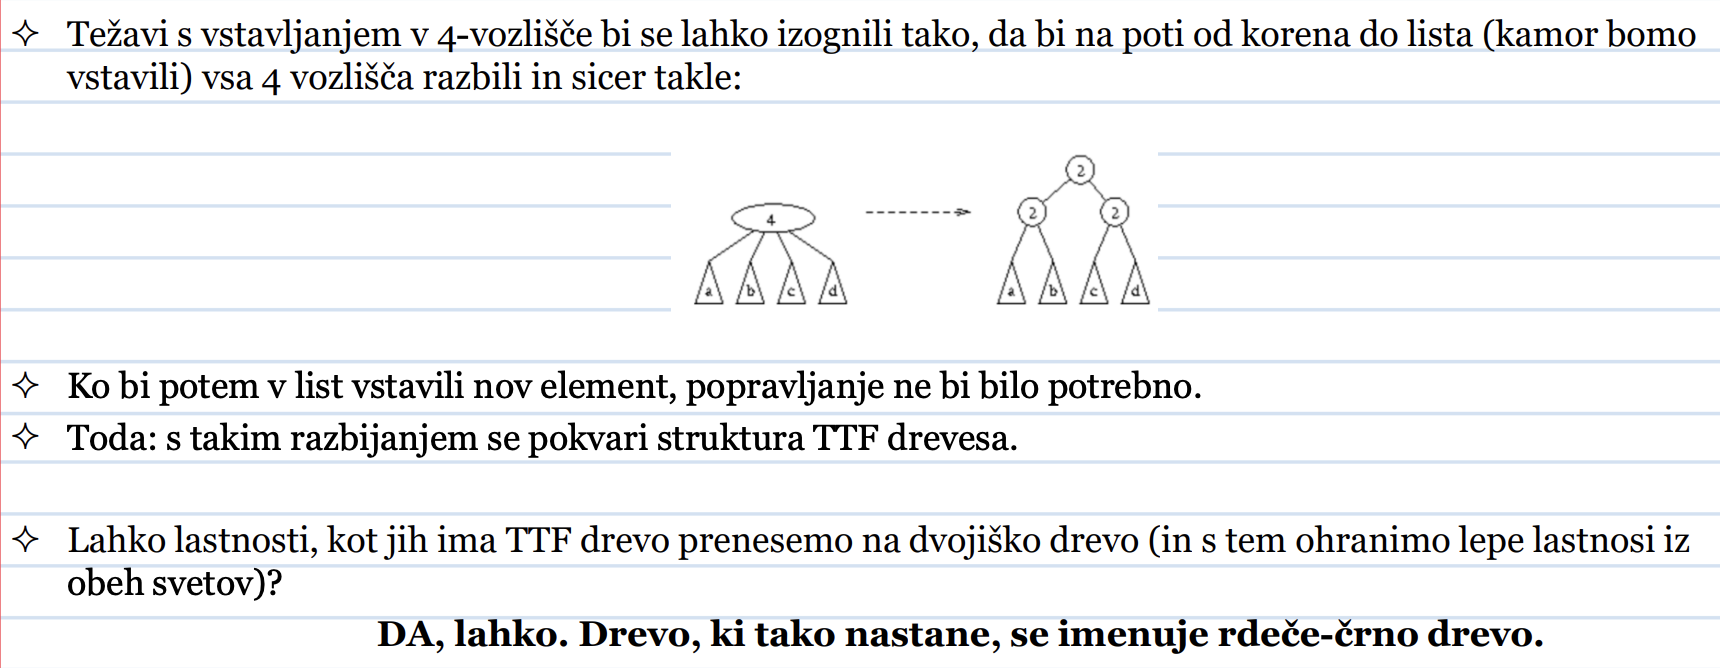 ✧ Težavi s vstavljanjem v 4-vozlišče bi se lahko izognili tako, da bi na poti od korena do lista (kamor bomo
vstavili) vsa 4 vozlišča razbili in sicer takle:
2
4 2 2
a b c d a b c d
✧ Ko bi potem v list vstavili nov element, popravljanje ne bi bilo potrebno.
✧ Toda: s takim razbijanjem se pokvari struktura TTF drevesa.
✧ Lahko lastnosti, kot jih ima TTF drevo prenesemo na dvojiško drevo (in s tem ohranimo lepe lastnosi iz
obeh svetov)?
DA, lahko. Drevo, ki tako nastane, se imenuje rdeče-črno drevo.